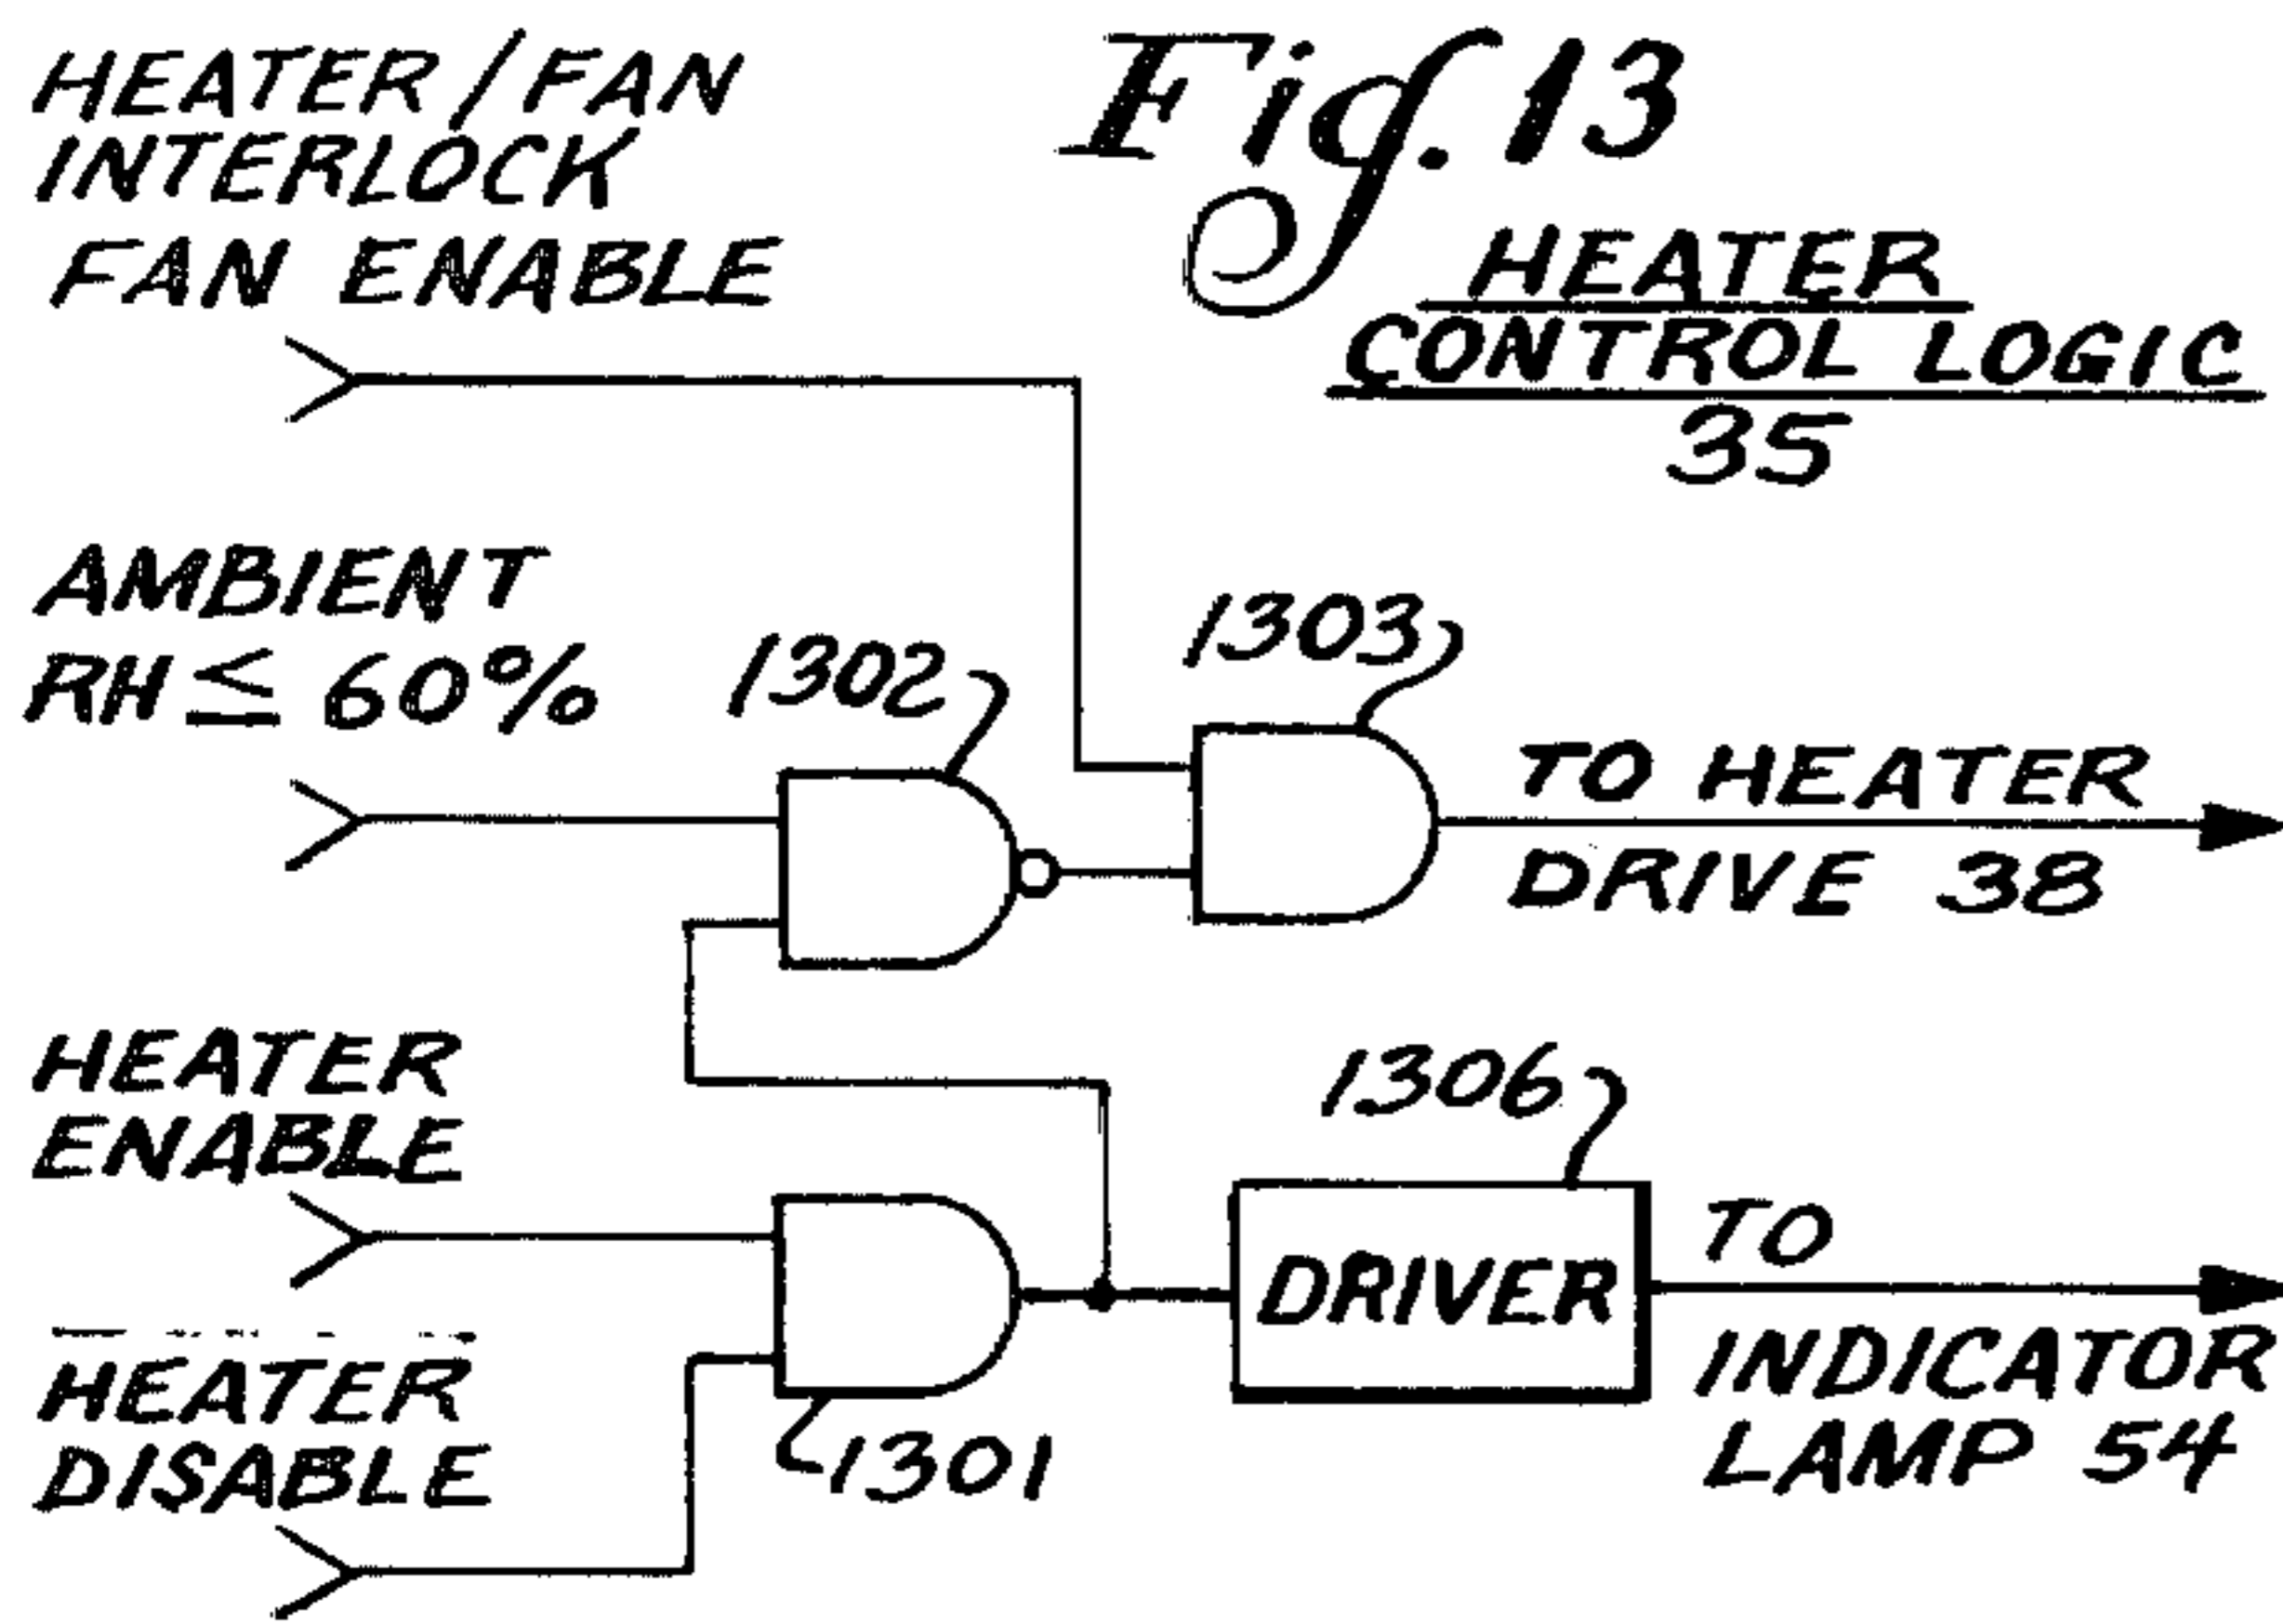 HEATER/FAN
INTERLOCK
FAN ENABLE
Fig. 13
HEATER
CONTROL LOGIC
35
AMBIENT
RH ≤ 60%
1302
1303
TO HEATER
DRIVE 38
HEATER
ENABLE
1306
DRIVER
TO
INDICATOR
LAMP 54
HEATER
DISABLE
1301